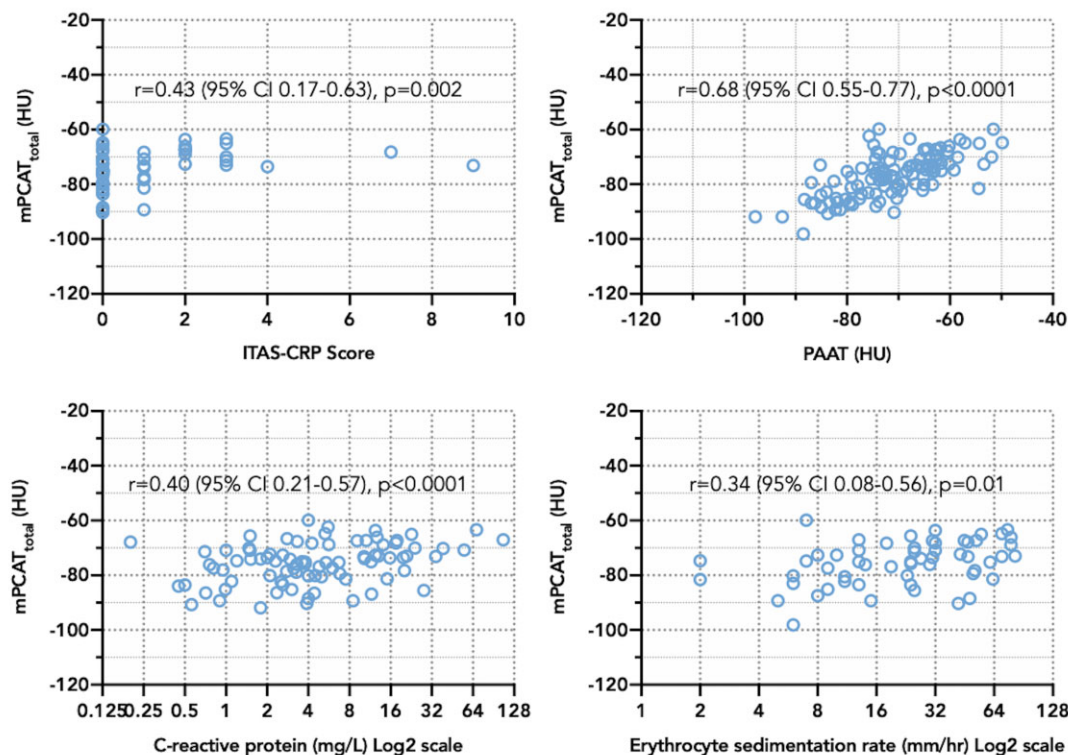 -20
-40
r=0.43 (95% CI 0.17-0.63), p=0.002
-60
-80
-100
-120
mPCATtotal (HU)
0 2 4 6 8 10
ITAS-CRP Score
-20
-40
r=0.68 (95% CI 0.55-0.77), p<0.0001
-60
-80
-100
-120
mPCATtotal (HU)
-120 -100 -80 -60 -40
PAAT (HU)
-20
-40
r=0.40 (95% CI 0.21-0.57), p<0.0001
-60
-80
-100
-120
mPCATtotal (HU)
0.125 0.25 0.5 1 2 4 8 16 32 64 128
C-reactive protein (mg/L) Log2 scale
-20
-40
r=0.34 (95% CI 0.08-0.56), p=0.01
-60
-80
-100
-120
mPCATtotal (HU)
1 2 4 8 16 32 64 128
Erythrocyte sedimentation rate (mm/hr) Log2 scale